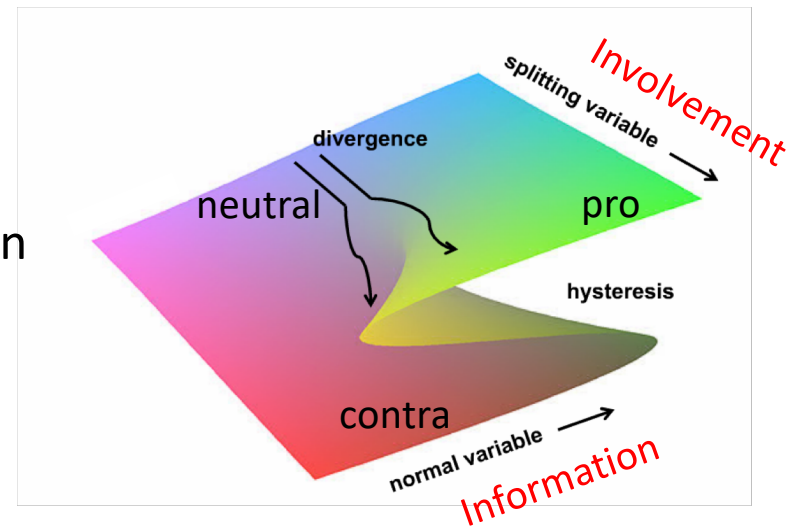 splitting variable
Involvement
divergence
neutral
pro
n
hysteresis
contra
normal variable
Information